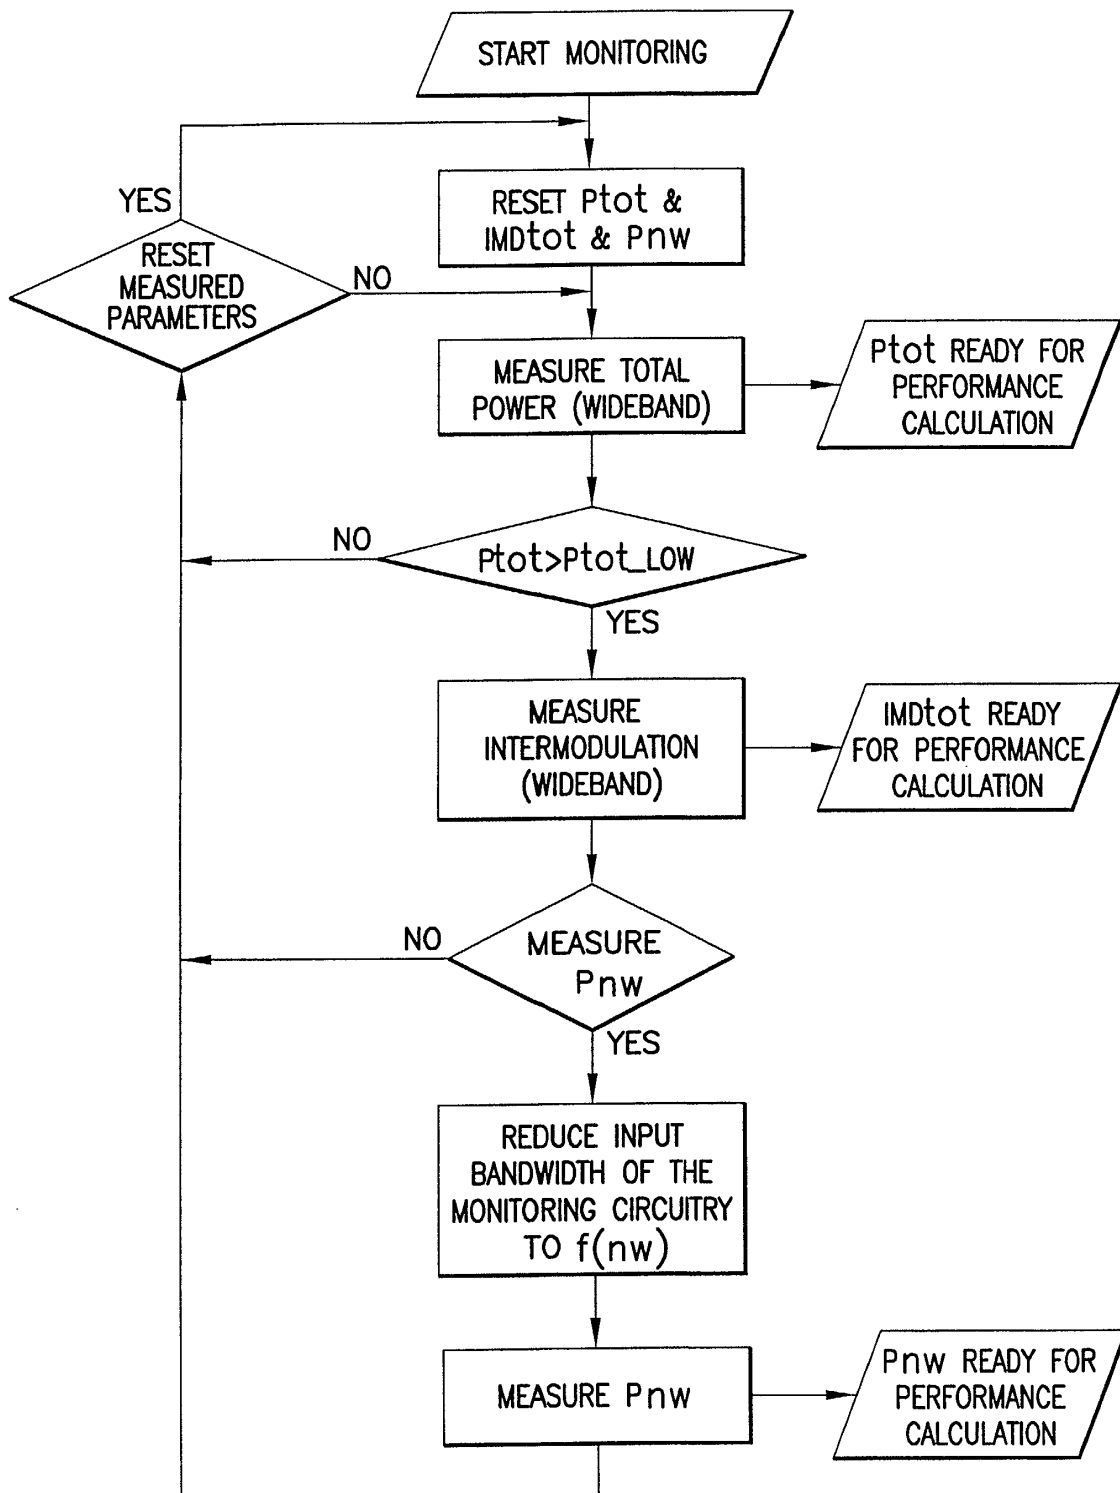 START MONITORING
YES
RESET Ptot &
IMDtot & Pnw
RESET
MEASURED
PARAMETERS
NO
MEASURE TOTAL
POWER (WIDEBAND)
Ptot READY FOR
PERFORMANCE
CALCULATION
NO
Ptot>Ptot_LOW
YES
MEASURE
INTERMODULATION
(WIDEBAND)
IMDtot READY
FOR PERFORMANCE
CALCULATION
NO
MEASURE
Pnw
YES
REDUCE INPUT
BANDWIDTH OF THE
MONITORING CIRCUITRY
TO f(nw)
MEASURE Pnw
Pnw READY FOR
PERFORMANCE
CALCULATION